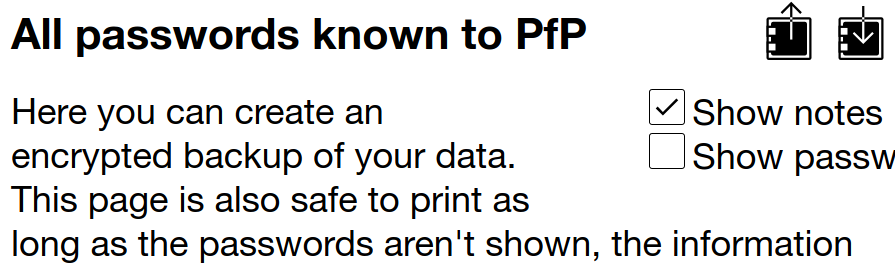 All passwords known to PfP
Here you can create an
encrypted backup of your data.
This page is also safe to print as
long as the passwords aren't shown, the information
Show notes
Show passw